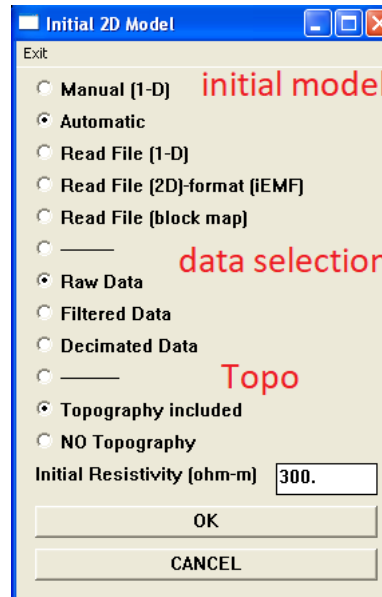 Initial 2D Model
Exit
Manual (1-D)
initial model
Automatic
Read File (1-D)
Read File (2D)-format (iEMF)
Read File (block map)
data selection
Raw Data
Filtered Data
Decimated Data
Topo
Topography included
NO Topography
Initial Resistivity (ohm-m) 300.
OK
CANCEL